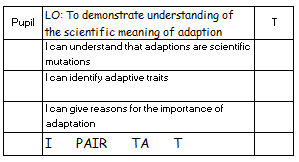 Pupil
LO: To demonstrate understanding of
the scientific meaning of adaption
T
I can understand that adaptions are scientific
mutations
I can identify adaptive traits
I can give reasons for the importance of
adaptation
I PAIR TA T